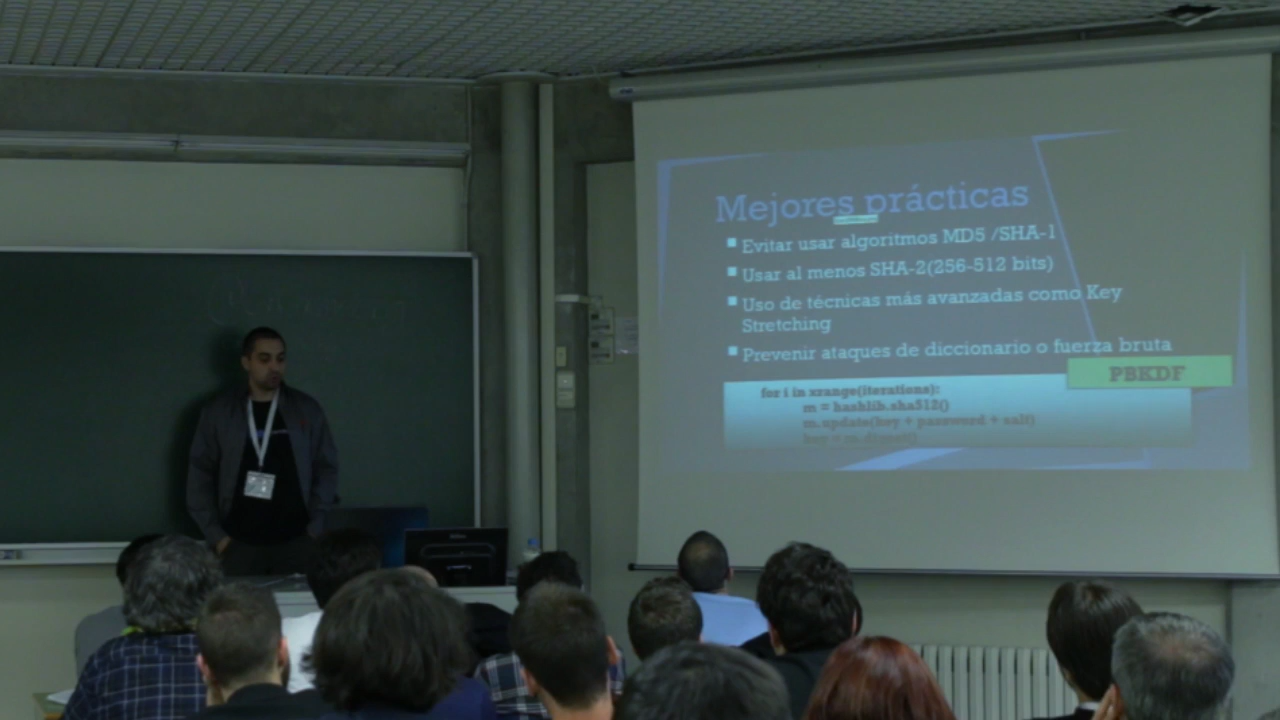 Mejores prácticas
Evitar usar algoritmos MD5 /SHA-1
Usar al menos SHA-2(256-512 bits)
Uso de técnicas más avanzadas como Key
Stretching
Prevenir ataques de diccionario o fuerza bruta
PBKDF
for i in xrange(iterations):
m = hashlib.sha512()
m.update(key + password + salt)
key = m.digest()